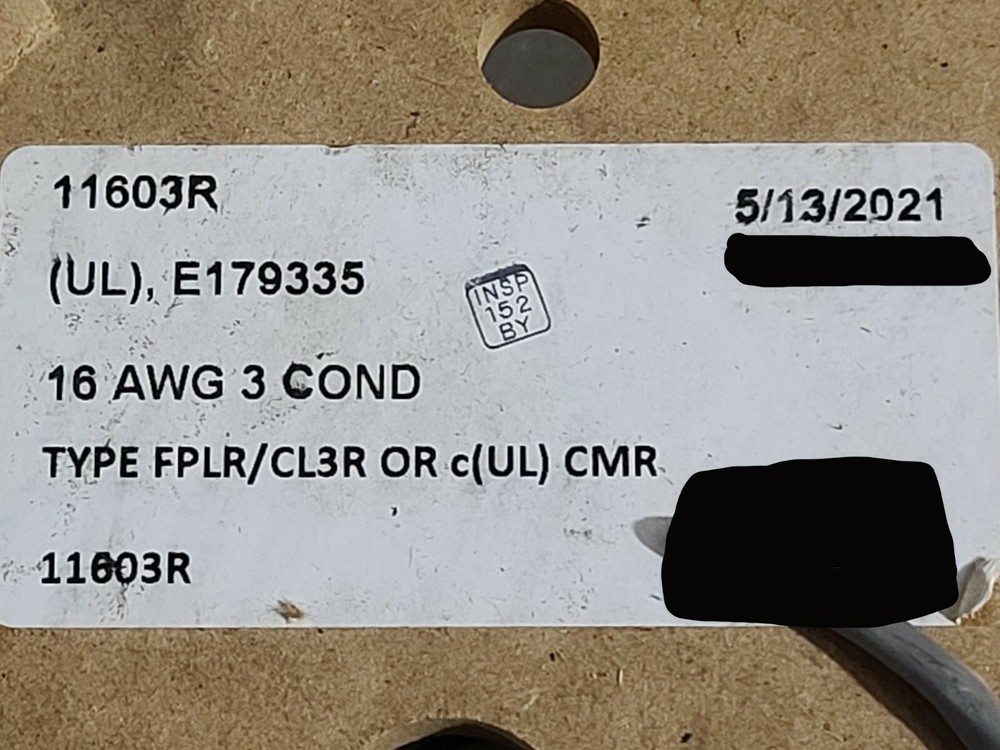 11603R
5/13/2021
(UL), E179335
INSP
152
BY
16 AWG 3 COND
TYPE FPLR/CL3R OR c(UL) CMR
11603R